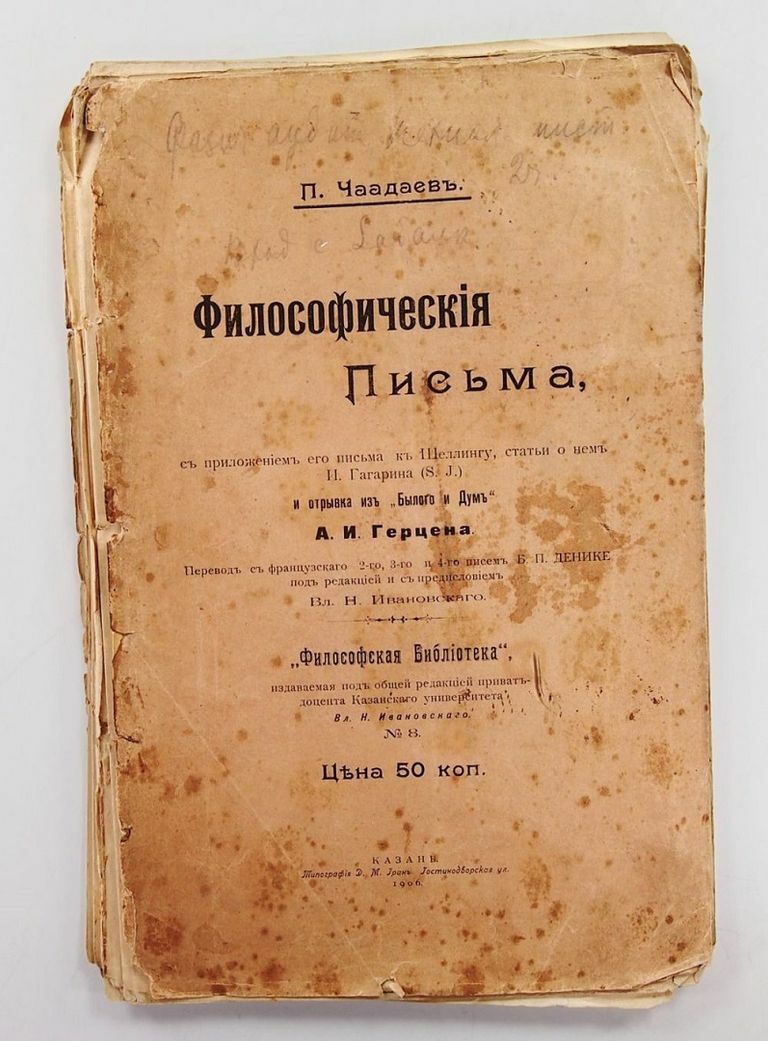 П. Чаадаевъ.
Философическія
Письма,
съ приложеніемъ его письма къ Шеллингу, статьи о немъ
И. Гагарина (S. J.)
и отрывка изъ „Былого и Думъ“
А. И. Герцена.
Переводъ съ французскаго 2-го, 3-го и 4-го писемъ Б. П. ДЕНИКЕ
подъ редакціей и съ предисловіемъ
Вл. Н. Ивановскаго.
„Философская Библіотека“,
издаваемая подъ общей редакціей приватъ-
доцента Казанскаго университета
Вл. Н. Ивановскаго.
№ 8.
Цѣна 50 коп.
КАЗАНЬ.
Типографія Д. М. Гранъ Гостинодворская ул.
1906.